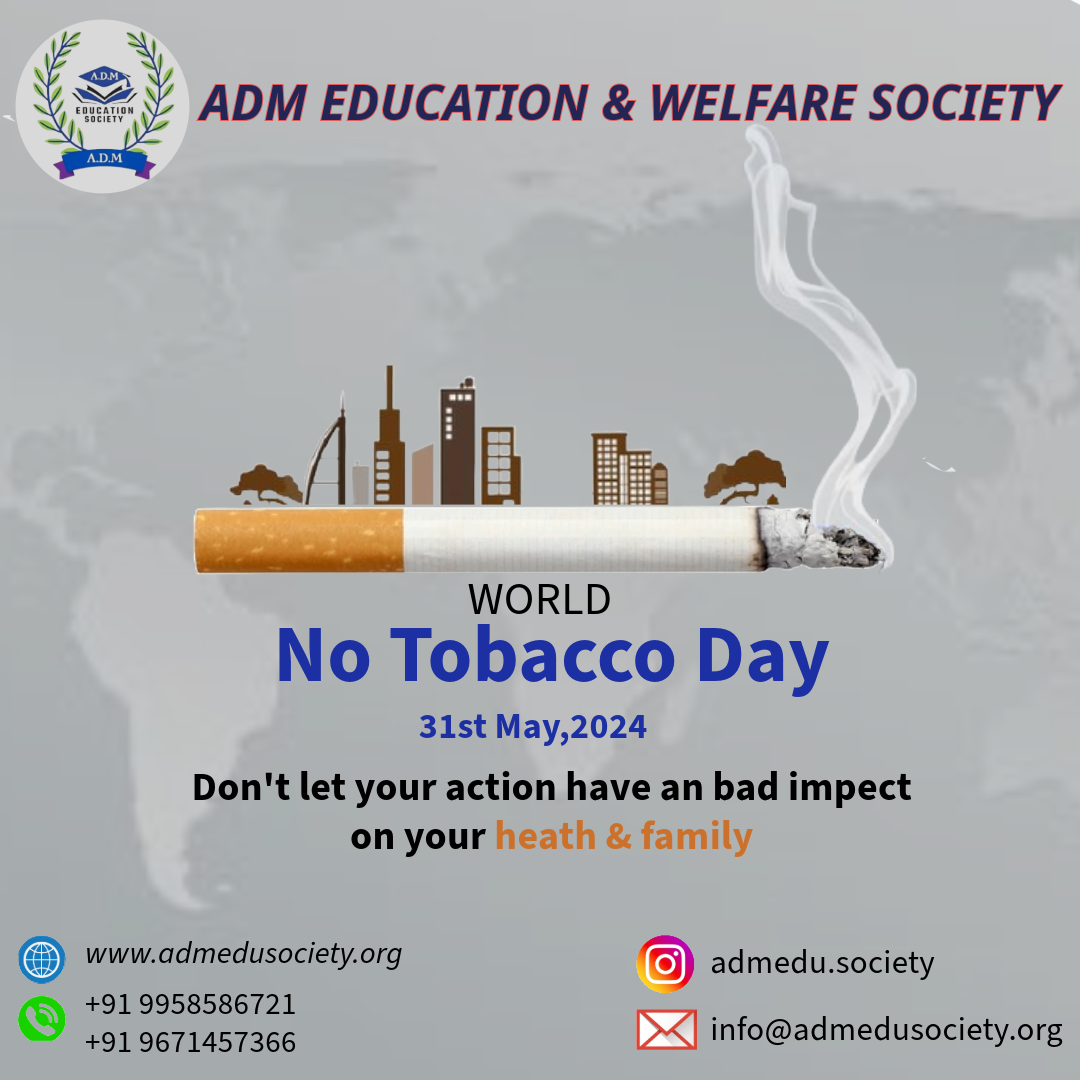 A.D.M
EDUCATION
SOCIETY
A.D.M
ADM EDUCATION & WELFARE SOCIETY
WORLD
No Tobacco Day
31st May,2024
Don't let your action have an bad impect
on your heath & family
www.admedusociety.org
+91 9958586721
+91 9671457366
admedu.society
info@admedusociety.org